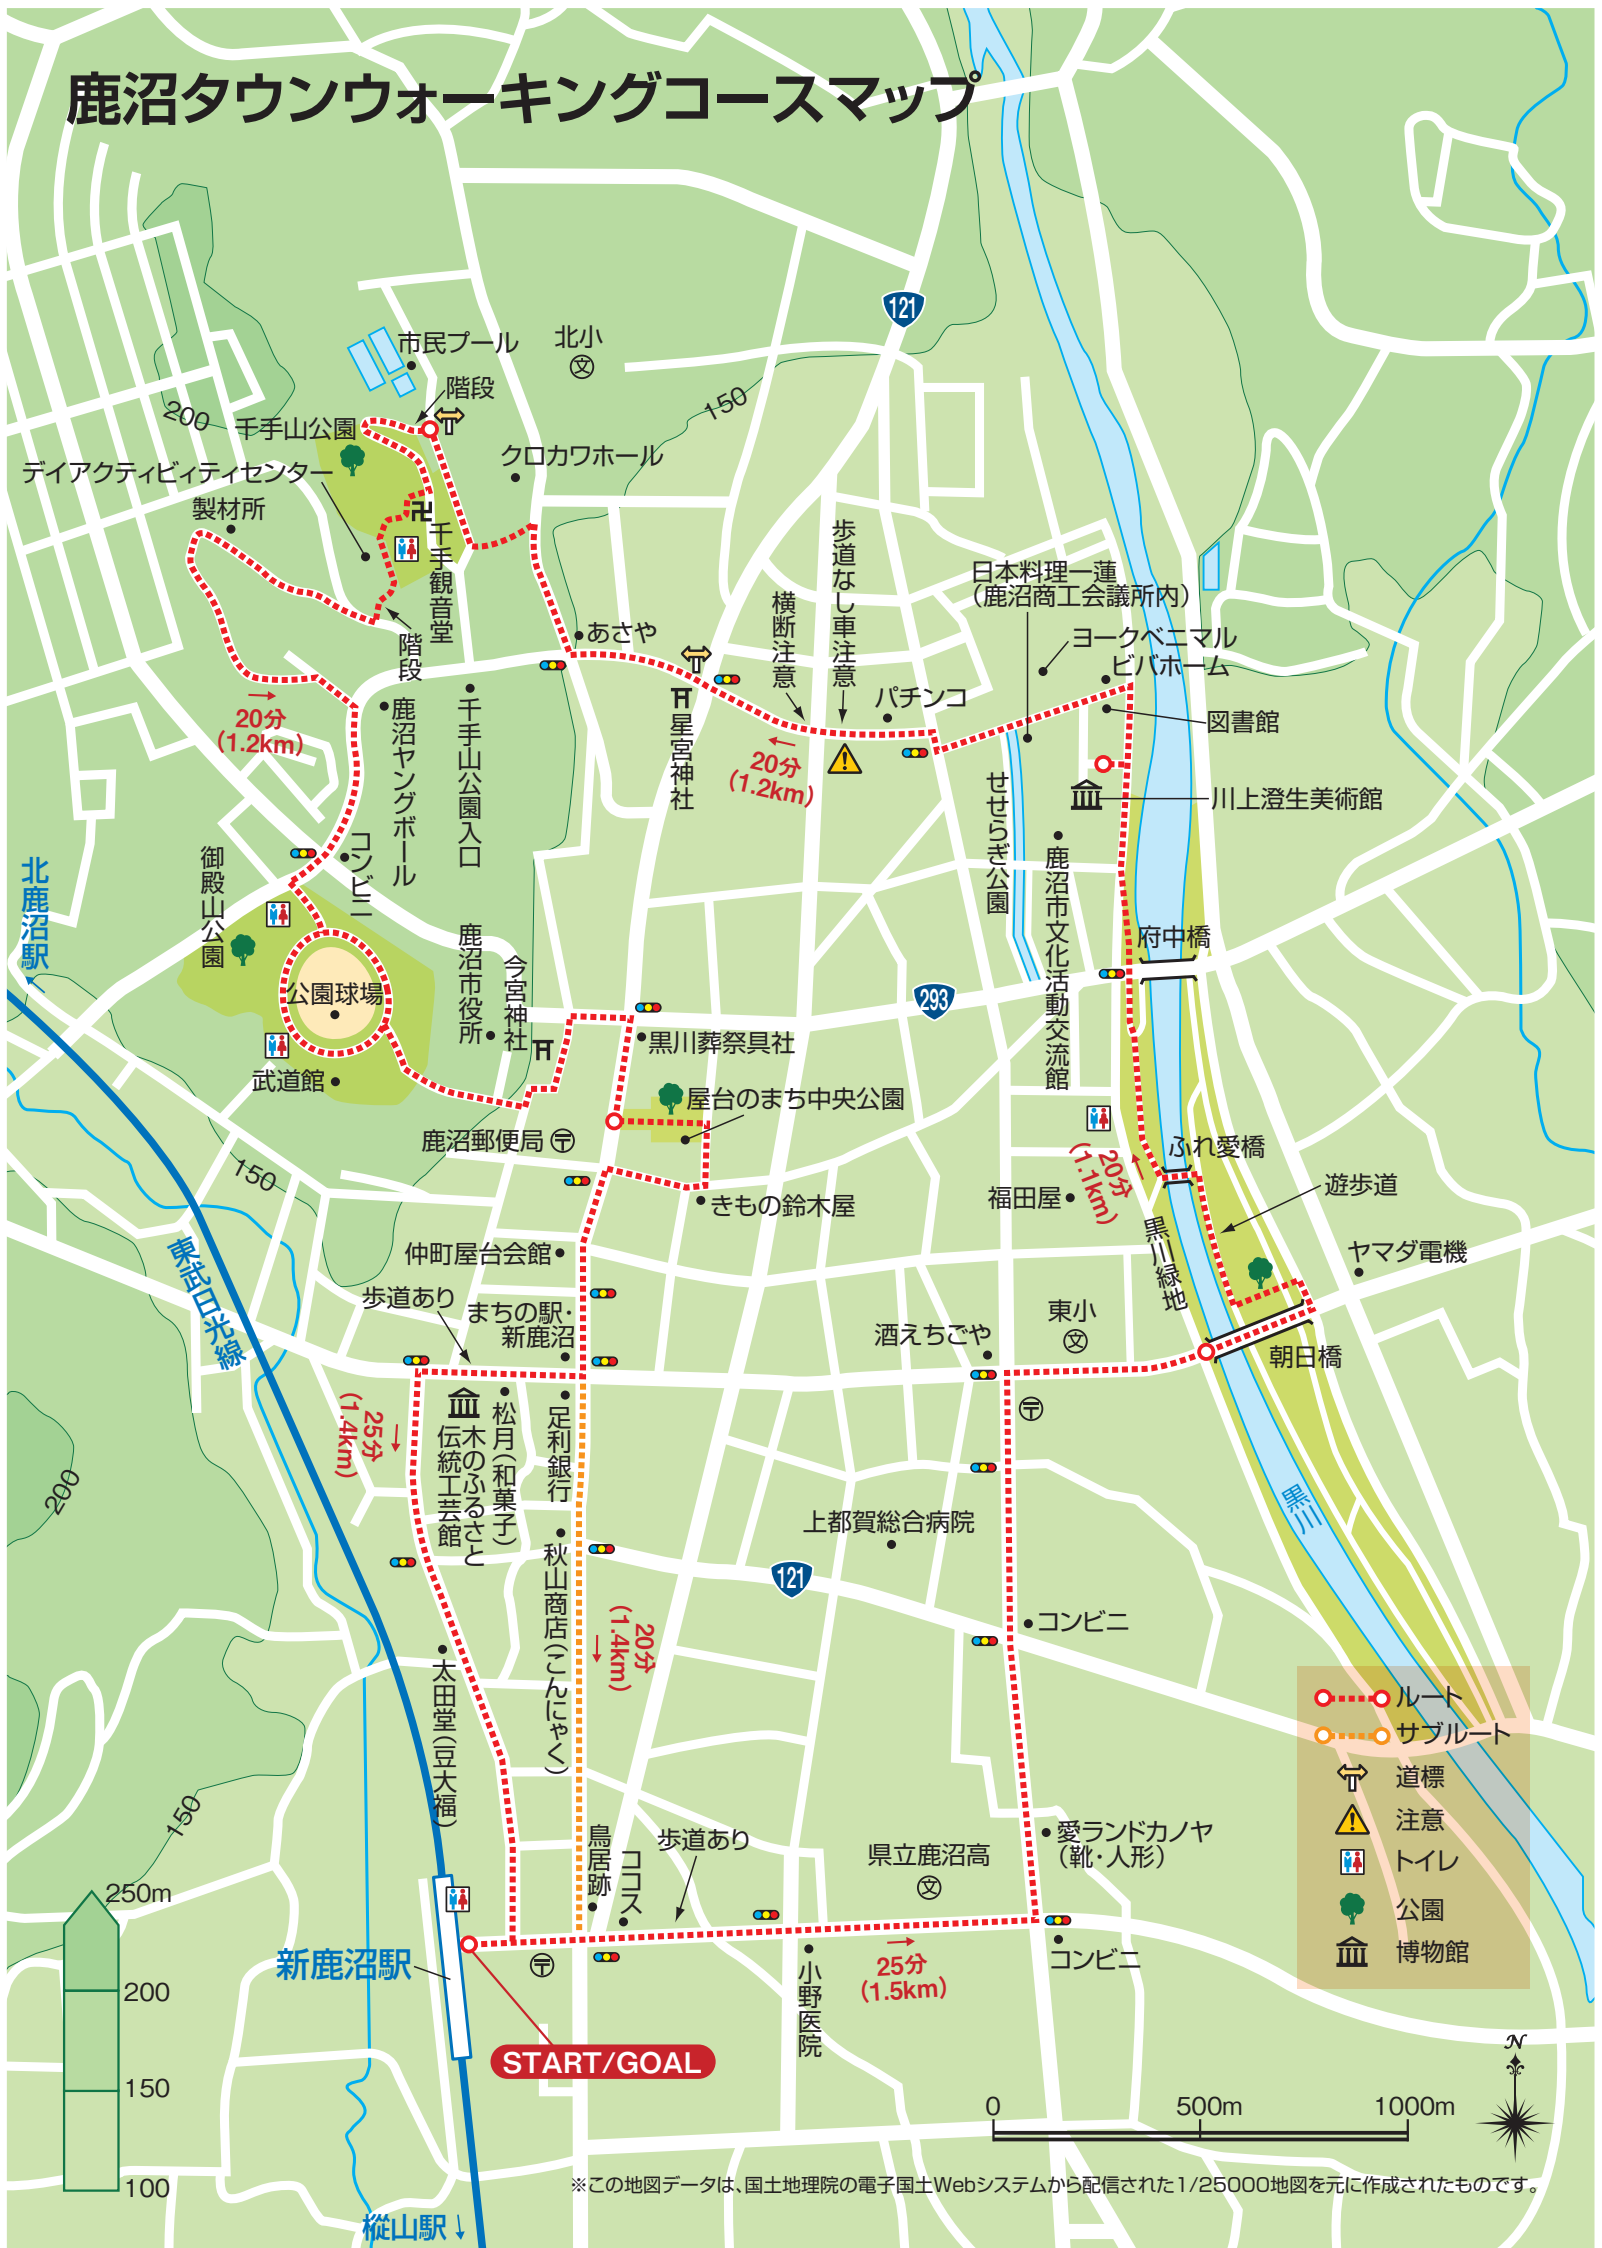 鹿沼タウンウォーキングコースマップ
121
市民プール
北小
文
階段
150
200
千手山公園
クロカワホール
デイアクティビィティセンター
製材所
千手観音堂
階段
歩道なし車注意
横断注意
日本料理一蓮
（鹿沼商工会議所内）
あさや
ヨークベニマル
ビバホーム
パチンコ
図書館
20分
（1.2km）
鹿沼ヤングボール
千手山公園入口
星宮神社
20分
（1.2km）
せせらぎ公園
川上澄生美術館
鹿沼市文化活動交流館
コンビニ
御殿山公園
北鹿沼駅
鹿沼市役所
今宮神社
府中橋
公園球場
293
黒川葬祭具社
武道館
屋台のまち中央公園
鹿沼郵便局
20分
（1.1km）
ふれ愛橋
遊歩道
150
福田屋
きもの鈴木屋
黒川緑地
ヤマダ電機
仲町屋台会館
東武日光線
歩道あり
まちの駅・
新鹿沼
東小
文
酒えちごや
朝日橋
25分
（1.4km）
松月（和菓子）
木のふるさと
伝統工芸館
足利銀行
200
黒川
上都賀総合病院
秋山商店（こんにゃく）
121
20分
（1.4km）
コンビニ
太田堂（豆大福）
ルート
サブルート
道標
注意
トイレ
公園
博物館
150
鳥居跡
ココス
歩道あり
県立鹿沼高
文
愛ランドカノヤ
（靴・人形）
250m
200
150
100
新鹿沼駅
小野医院
25分
（1.5km）
コンビニ
START/GOAL
N
0
500m
1000m
※この地図データは、国土地理院の電子国土Webシステムから配信された1/25000地図を元に作成されたものです。
樅山駅